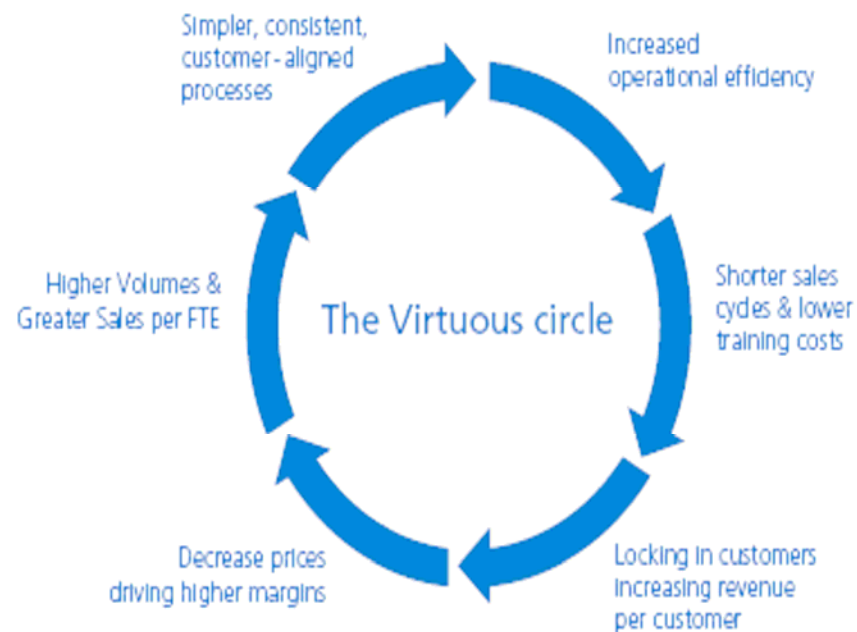 Simpler, consistent,
customer-aligned
processes
Increased
operational efficiency
Shorter sales
cycles & lower
training costs
Locking in customers
increasing revenue
per customer
Decrease prices
driving higher margins
Higher Volumes &
Greater Sales per FTE
The Virtuous circle